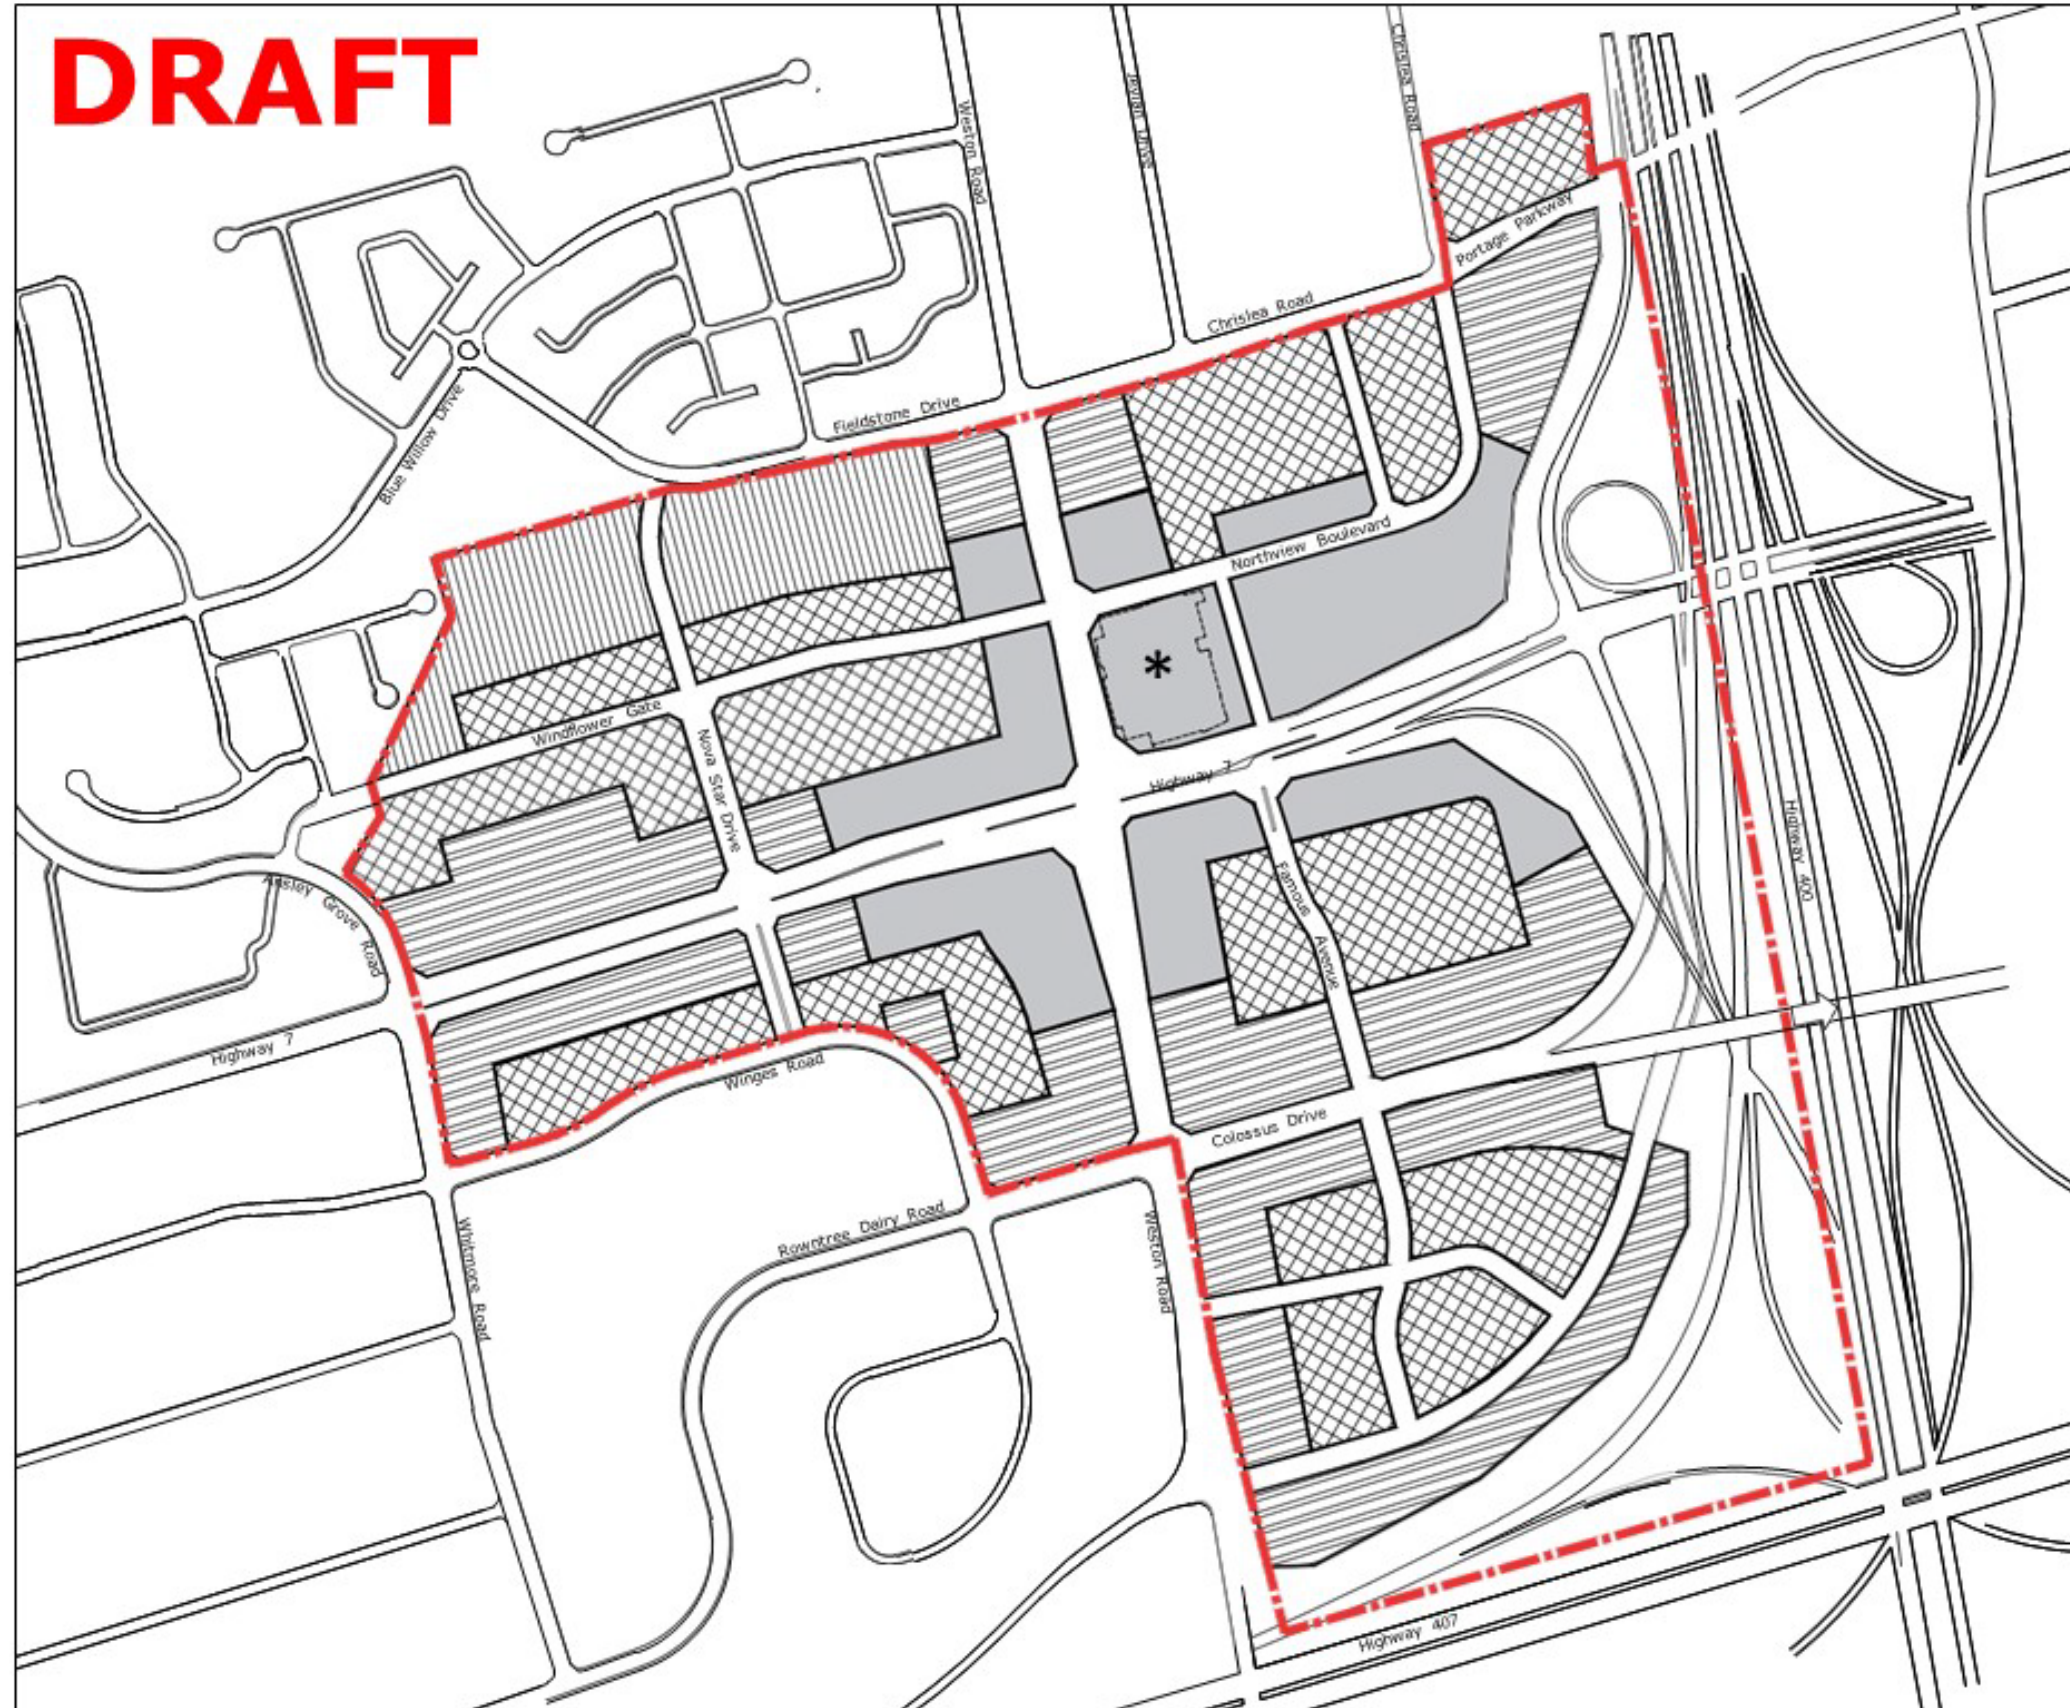 DRAFT
Weston Road
Jevlan Drive
Chrislea Road
Portage Parkway
Chrislea Road
Fieldstone Drive
Blue Willow Drive
Northview Boulevard
*
Windflower Gate
Nova Star Drive
Highway 7
Highway 400
Famous Avenue
Ansley Grove Road
Highway 7
Winges Road
Colossus Drive
Rowntree Dairy Road
Weston Road
Whitmore Road
Highway 407